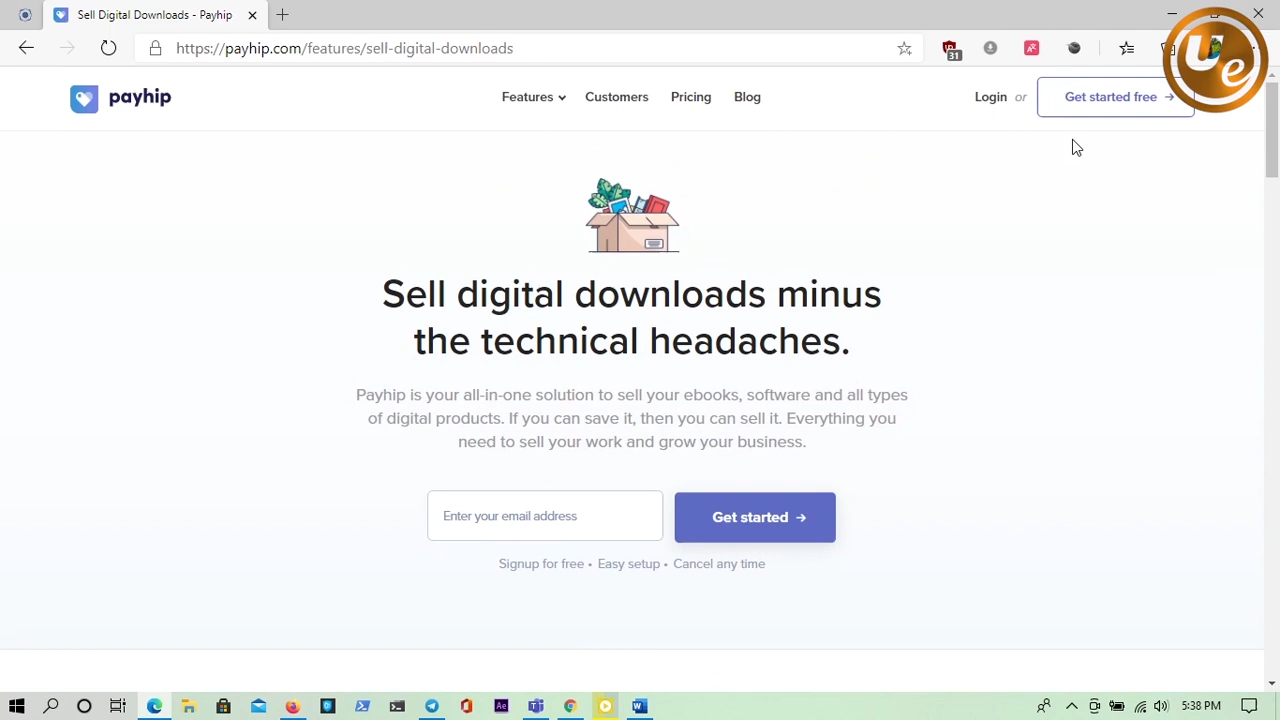 Sell Digital Downloads - Payhip
https://payhip.com/features/sell-digital-downloads
31
Ue
payhip
Features
Customers
Pricing
Blog
Login or
Get started free →
Sell digital downloads minus
the technical headaches.
Payhip is your all-in-one solution to sell your ebooks, software and all types
of digital products. If you can save it, then you can sell it. Everything you
need to sell your work and grow your business.
Enter your email address
Get started →
Signup for free • Easy setup • Cancel any time
Ae
5:38 PM